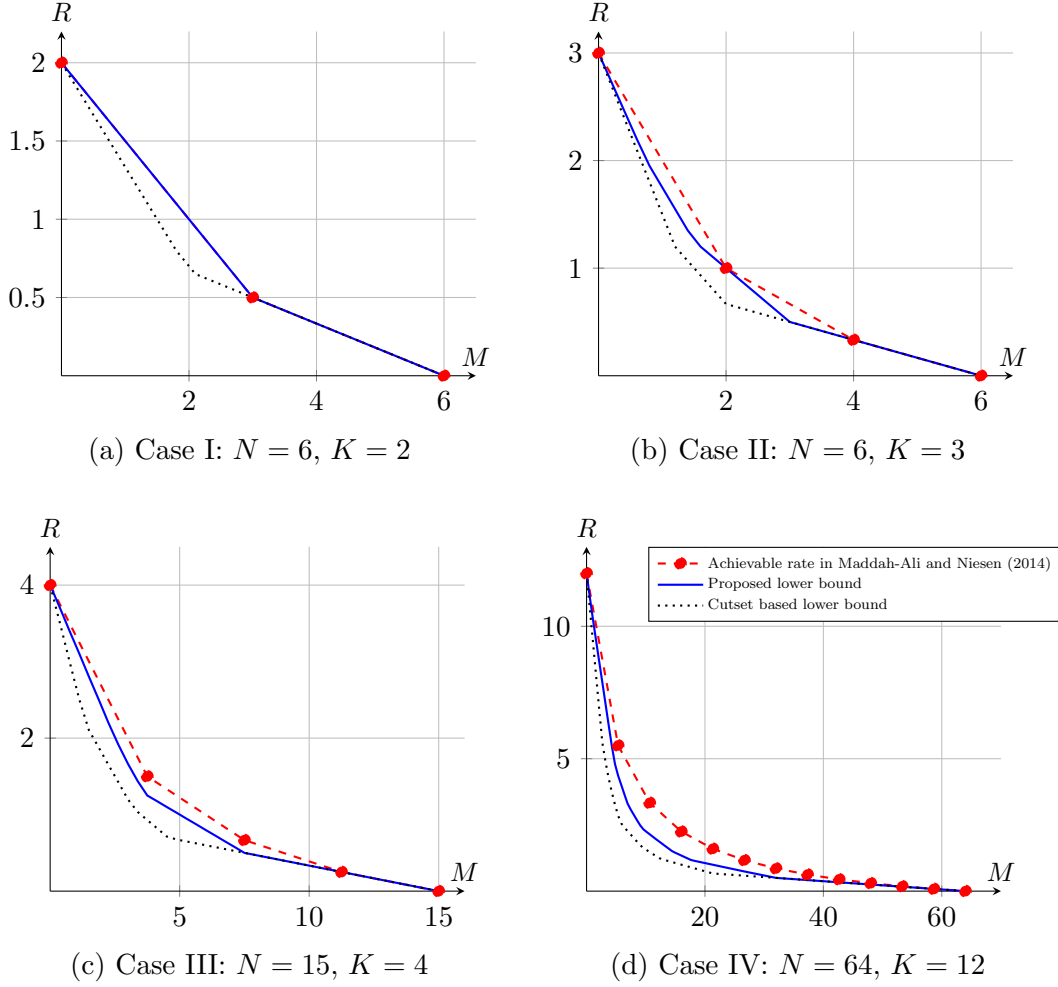 R
2
1.5
1
0.5
2
4
6
M
(a) Case I: N = 6, K = 2
R
3
2
1
2
4
6
M
(b) Case II: N = 6, K = 3
R
4
2
5
10
15
M
(c) Case III: N = 15, K = 4
R
10
5
20
40
60
M
Achievable rate in Maddah-Ali and Niesen (2014)
Proposed lower bound
Cutset based lower bound
(d) Case IV: N = 64, K = 12